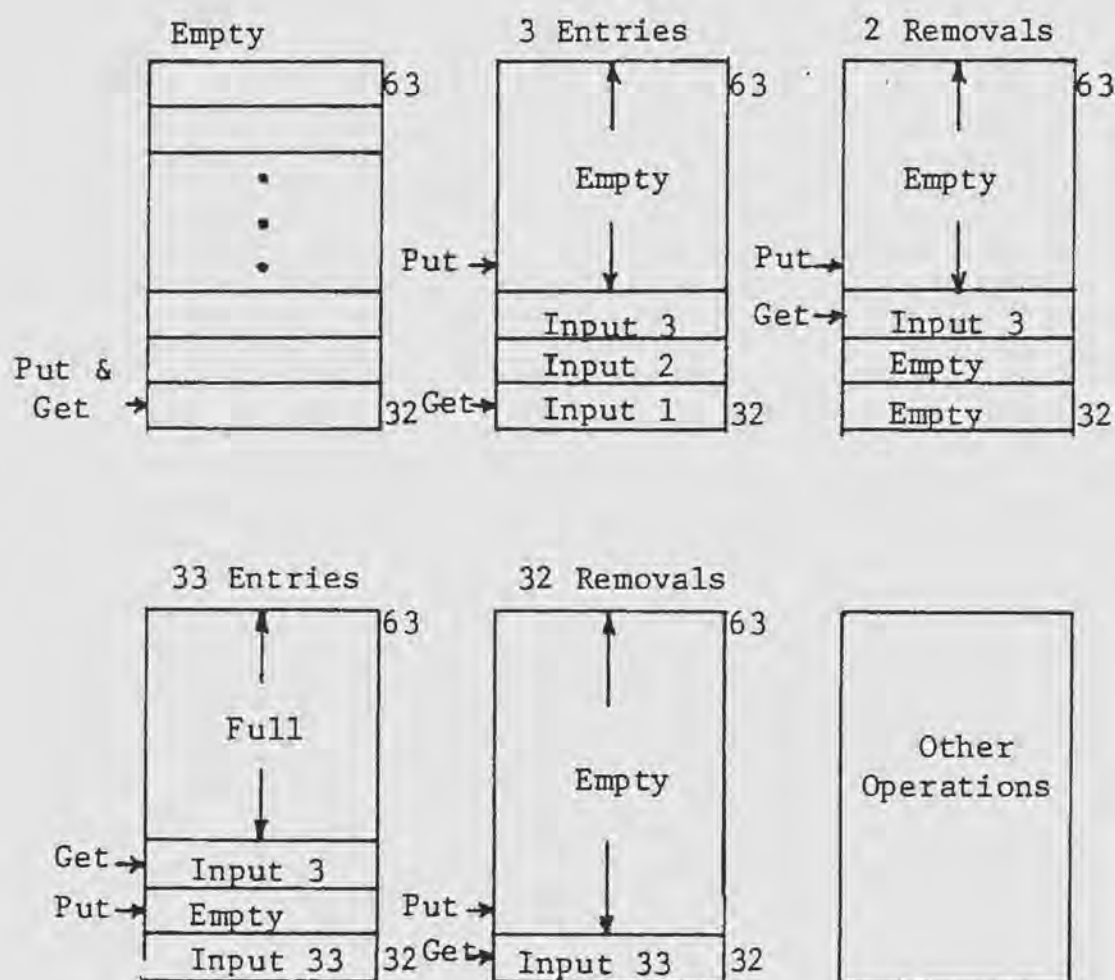 Empty
63
Put &
Get
32
3 Entries
63
Empty
Put
Input 3
Input 2
Get
Input 1
32
2 Removals
63
Empty
Put
Get
Input 3
Empty
Empty
32
33 Entries
63
Full
Get
Input 3
Put
Empty
Input 33
32
32 Removals
63
Empty
Put
Get
Input 33
32
Other
Operations